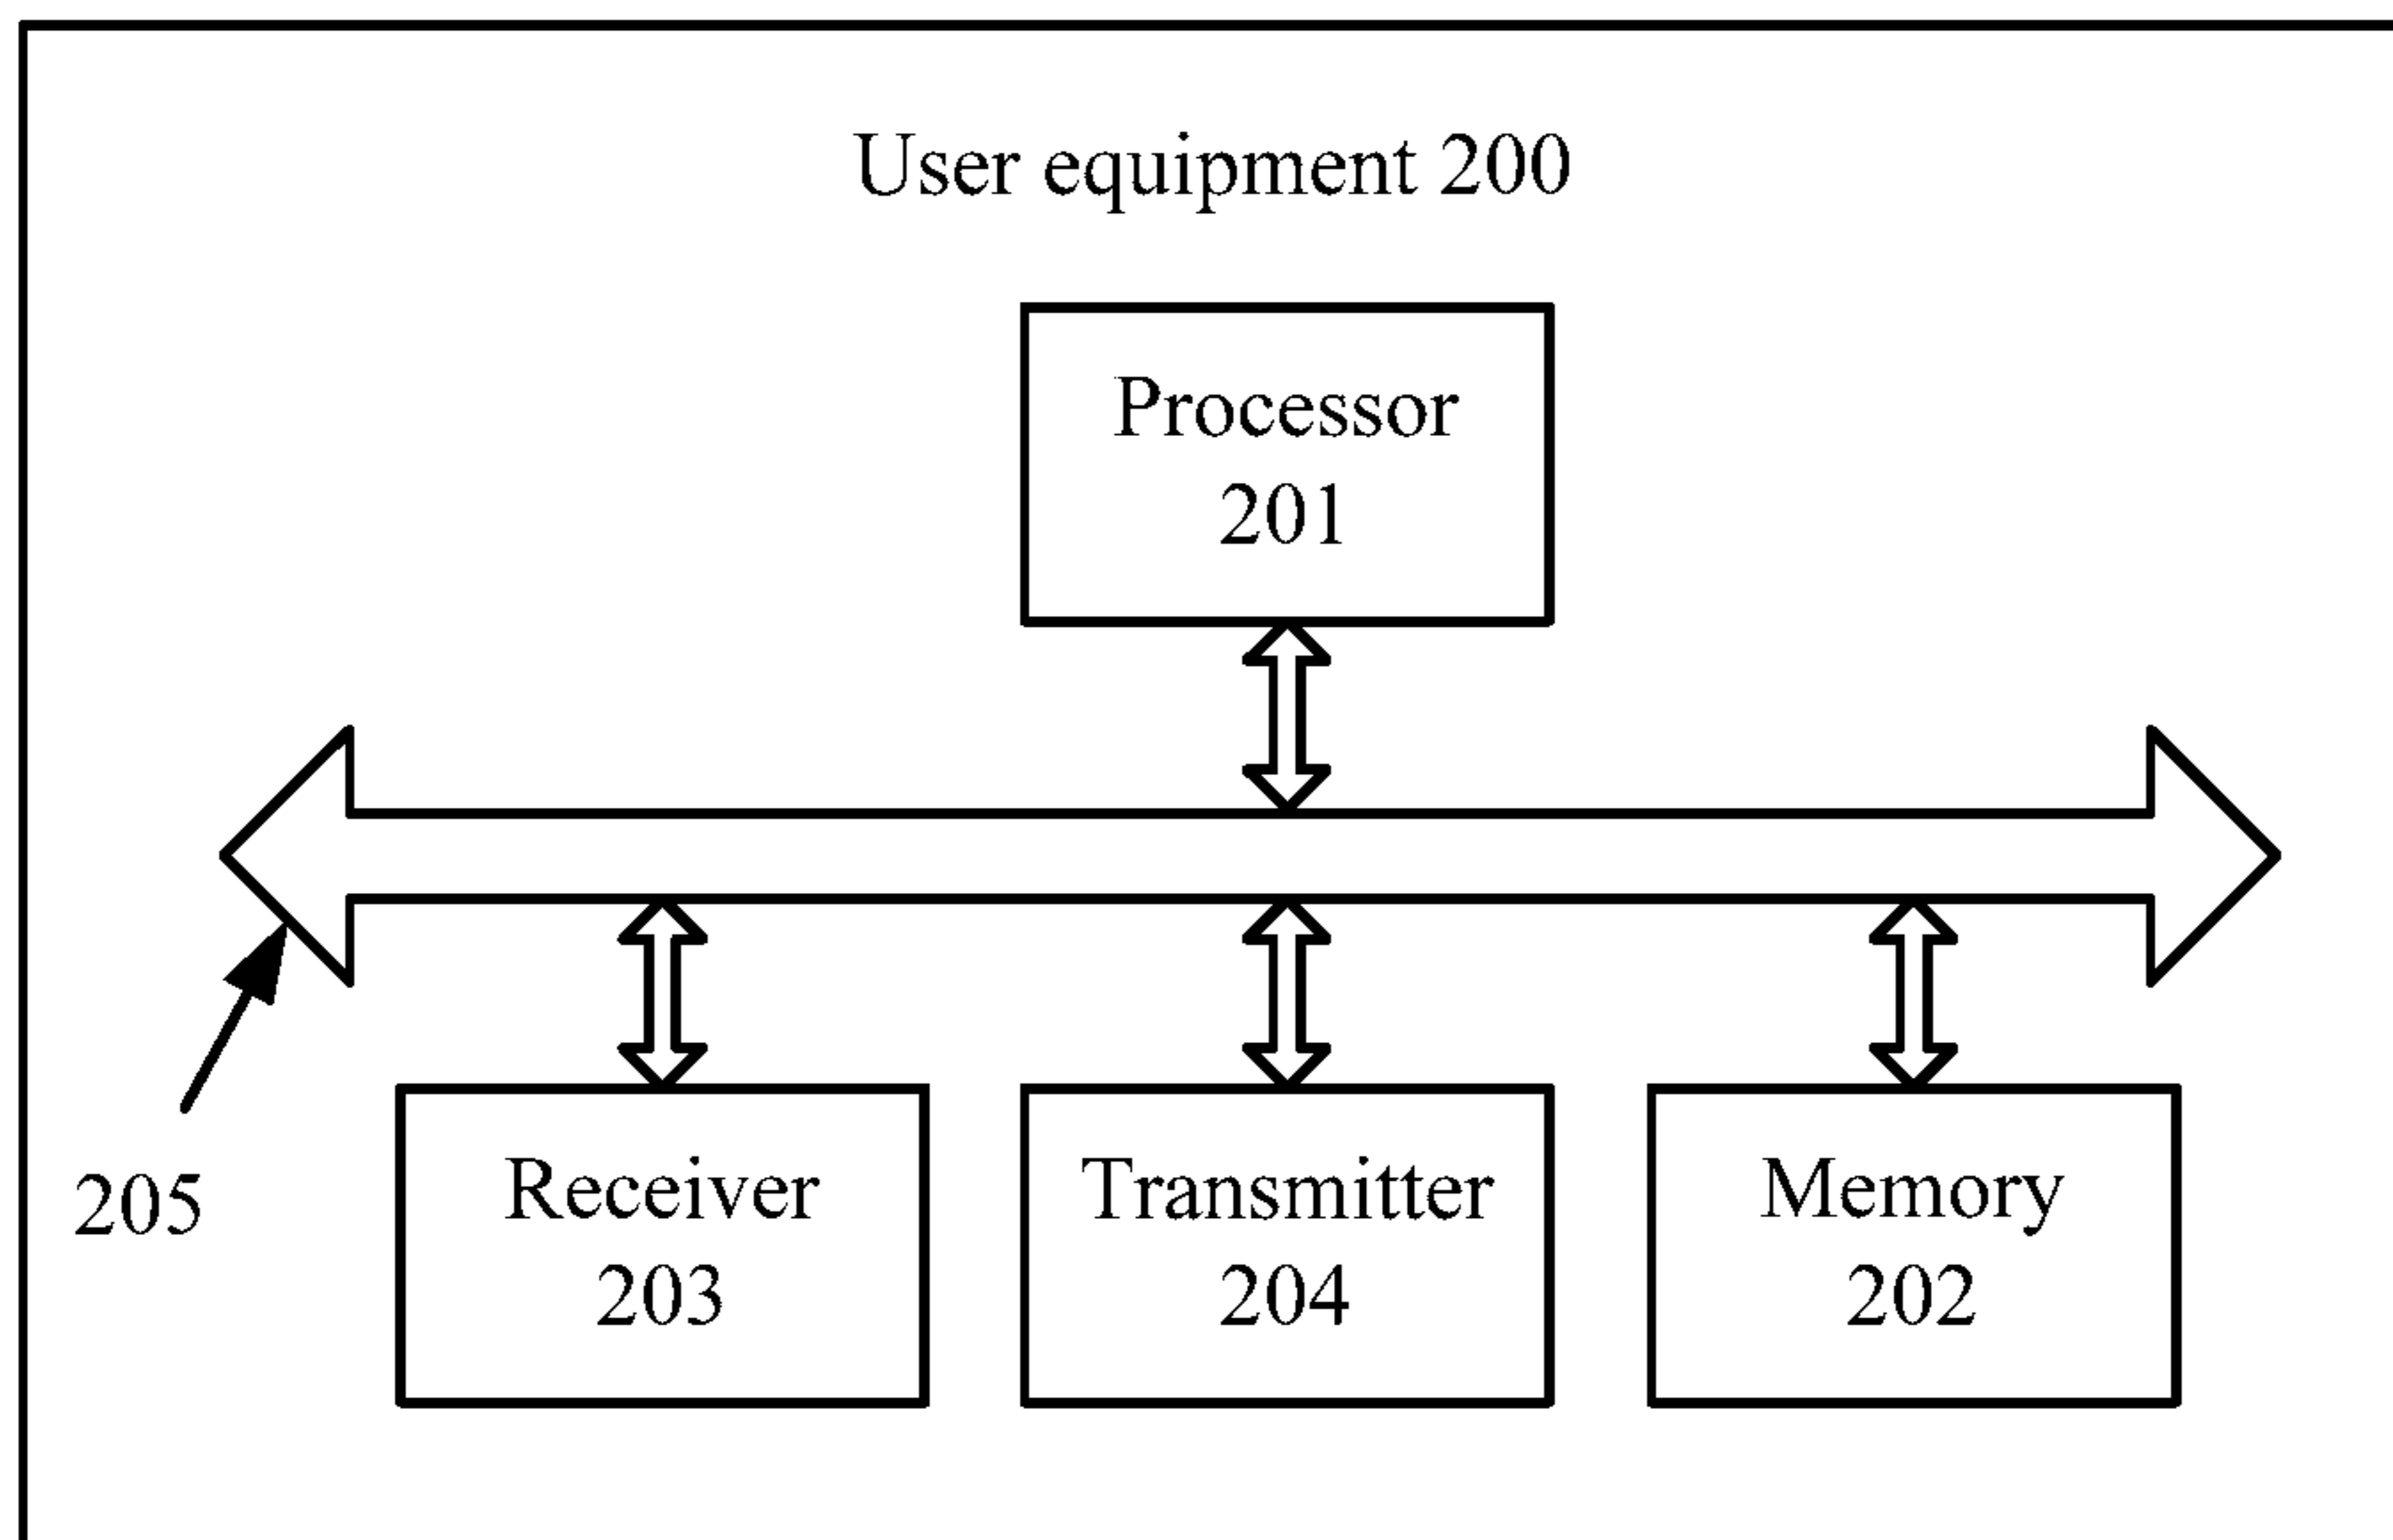 User equipment 200
Processor
201
205
Receiver
203
Transmitter
204
Memory
202